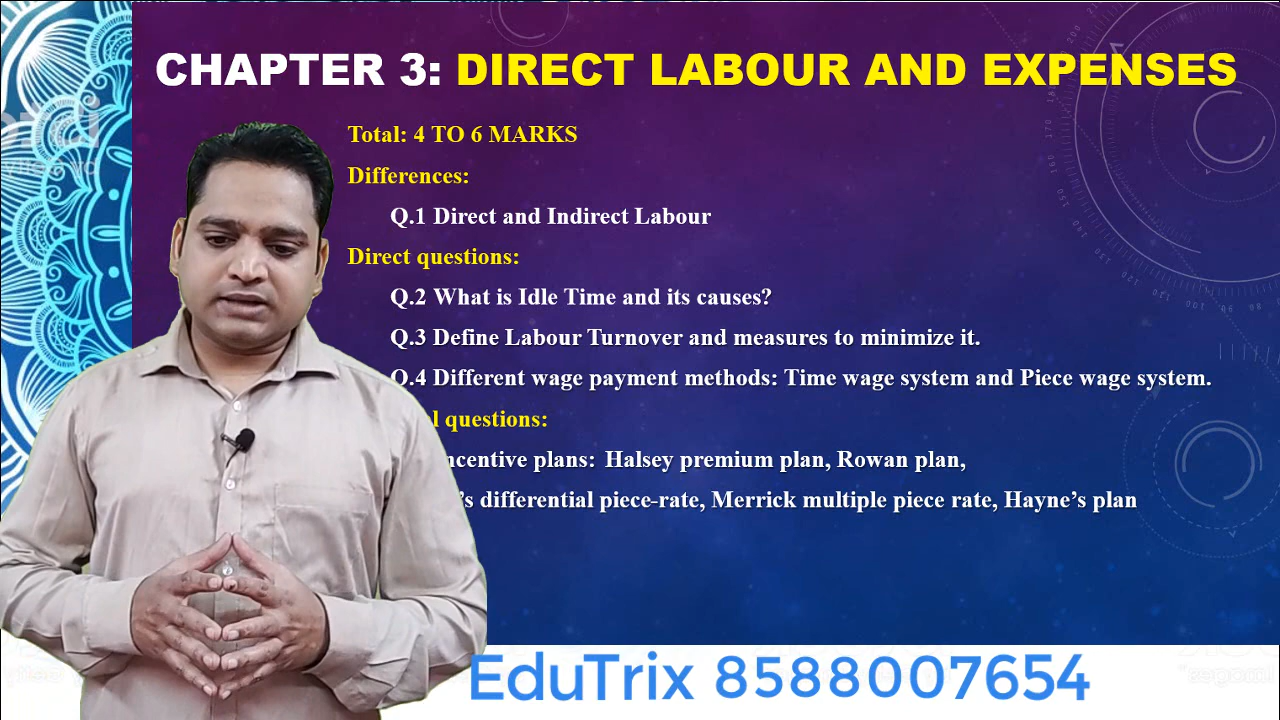 CHAPTER 3: DIRECT LABOUR AND EXPENSES
Total: 4 TO 6 MARKS
Differences:
Q.1 Direct and Indirect Labour
Direct questions:
Q.2 What is Idle Time and its causes?
Q.3 Define Labour Turnover and measures to minimize it.
Q.4 Different wage payment methods: Time wage system and Piece wage system.
questions:
plans: Halsey premium plan, Rowan plan,
differential piece-rate, Merrick multiple piece rate, Hayne's plan
EduTrix 8588007654